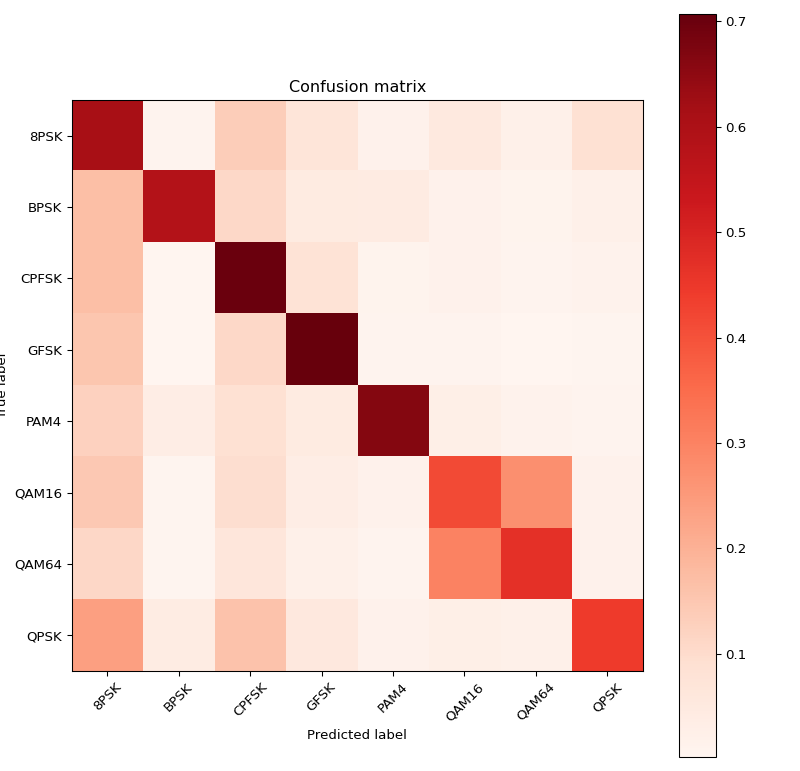 Confusion matrix
8PSK
BPSK
CPFSK
GFSK
PAM4
QAM16
QAM64
QPSK
label
8PSK
BPSK
CPFSK
GFSK
PAM4
QAM16
QAM64
QPSK
Predicted label
0.7
0.6
0.5
0.4
0.3
0.2
0.1